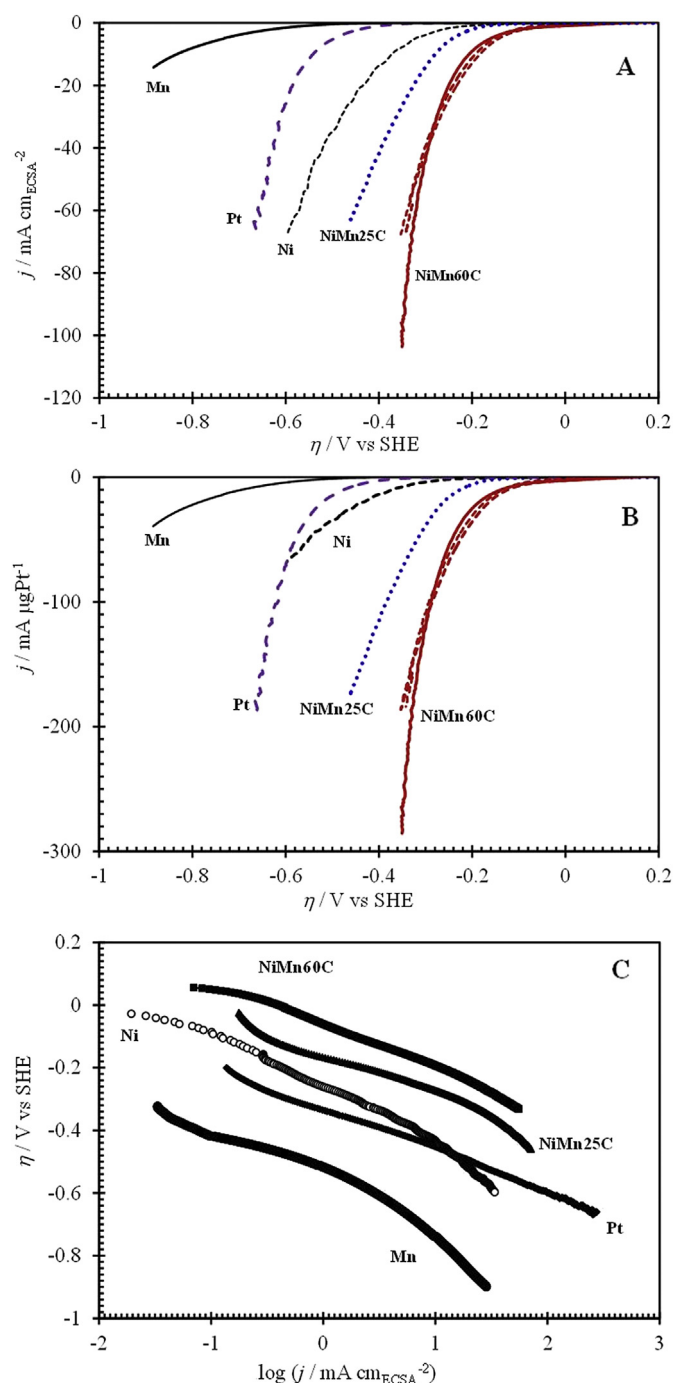 0
A
-20
Mn
-40
j / mA cm_ECSA^-2
-60
Pt
Ni
NiMn25C
-80
NiMn60C
-100
-120
-1 -0.8 -0.6 -0.4 -0.2 0 0.2
η / V vs SHE
0
B
Mn
Ni
-100
j / mA µgPt^-1
Pt
NiMn25C
NiMn60C
-200
-300
-1 -0.8 -0.6 -0.4 -0.2 0 0.2
η / V vs SHE
0.2
NiMn60C
C
0
Ni
-0.2
η / V vs SHE
-0.4
NiMn25C
-0.6
Pt
Mn
-0.8
-1
-2 -1 0 1 2 3
log (j / mA cm_ECSA^-2)